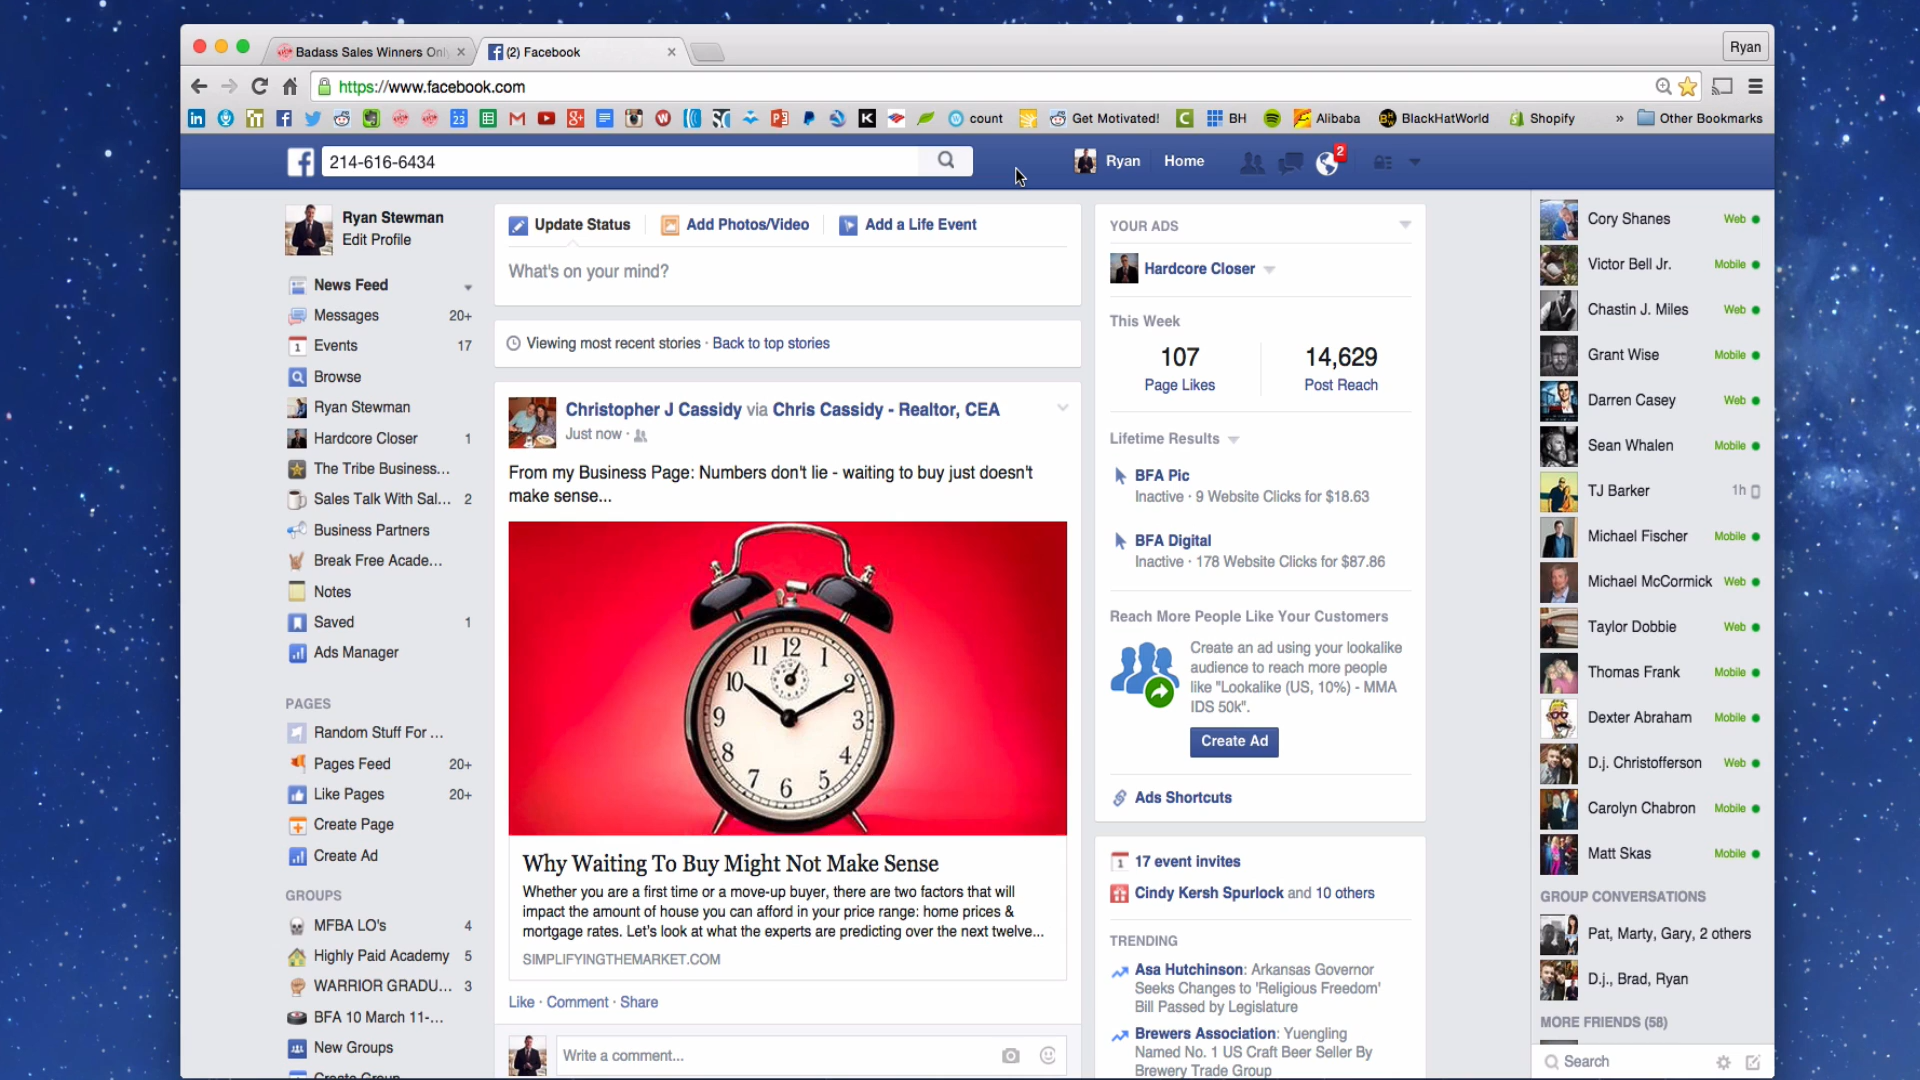 Badass Sales Winners Onl
(2) Facebook
Ryan
https://www.facebook.com
count
Get Motivated!
BH
Alibaba
BlackHatWorld
Shopify
»
Other Bookmarks
214-616-6434
Ryan
Home
2
Ryan Stewman
Edit Profile
News Feed
Messages 20+
Events 17
Browse
Ryan Stewman
Hardcore Closer 1
The Tribe Business...
Sales Talk With Sal... 2
Business Partners
Break Free Acade...
Notes
Saved 1
Ads Manager
PAGES
Random Stuff For ...
Pages Feed 20+
Like Pages 20+
Create Page
Create Ad
GROUPS
MFBA LO's 4
Highly Paid Academy 5
WARRIOR GRADU... 3
BFA 10 March 11-...
New Groups
Create Group
Update Status
Add Photos/Video
Add a Life Event
What's on your mind?
Viewing most recent stories · Back to top stories
Christopher J Cassidy via Chris Cassidy - Realtor, CEA
Just now ·
From my Business Page: Numbers don't lie - waiting to buy just doesn't
make sense...
12
11 1
10 2
9 3
8 4
7 6 5
Why Waiting To Buy Might Not Make Sense
Whether you are a first time or a move-up buyer, there are two factors that will
impact the amount of house you can afford in your price range: home prices &
mortgage rates. Let's look at what the experts are predicting over the next twelve...
SIMPLIFYINGTHEMARKET.COM
Like · Comment · Share
Write a comment...
YOUR ADS
Hardcore Closer
This Week
107 14,629
Page Likes Post Reach
Lifetime Results
BFA Pic
Inactive · 9 Website Clicks for $18.63
BFA Digital
Inactive · 178 Website Clicks for $87.86
Reach More People Like Your Customers
Create an ad using your lookalike
audience to reach more people
like "Lookalike (US, 10%) - MMA
IDS 50k".
Create Ad
Ads Shortcuts
17 event invites
Cindy Kersh Spurlock and 10 others
TRENDING
Asa Hutchinson: Arkansas Governor
Seeks Changes to 'Religious Freedom'
Bill Passed by Legislature
Brewers Association: Yuengling
Named No. 1 US Craft Beer Seller By
Brewery Trade Group
Cory Shanes Web
Victor Bell Jr. Mobile
Chastin J. Miles Web
Grant Wise Mobile
Darren Casey Web
Sean Whalen Mobile
TJ Barker 1h
Michael Fischer Mobile
Michael McCormick Web
Taylor Dobbie Web
Thomas Frank Mobile
Dexter Abraham Mobile
D.j. Christofferson Web
Carolyn Chabron Mobile
Matt Skas Mobile
GROUP CONVERSATIONS
Pat, Marty, Gary, 2 others
D.j., Brad, Ryan
MORE FRIENDS (58)
Search